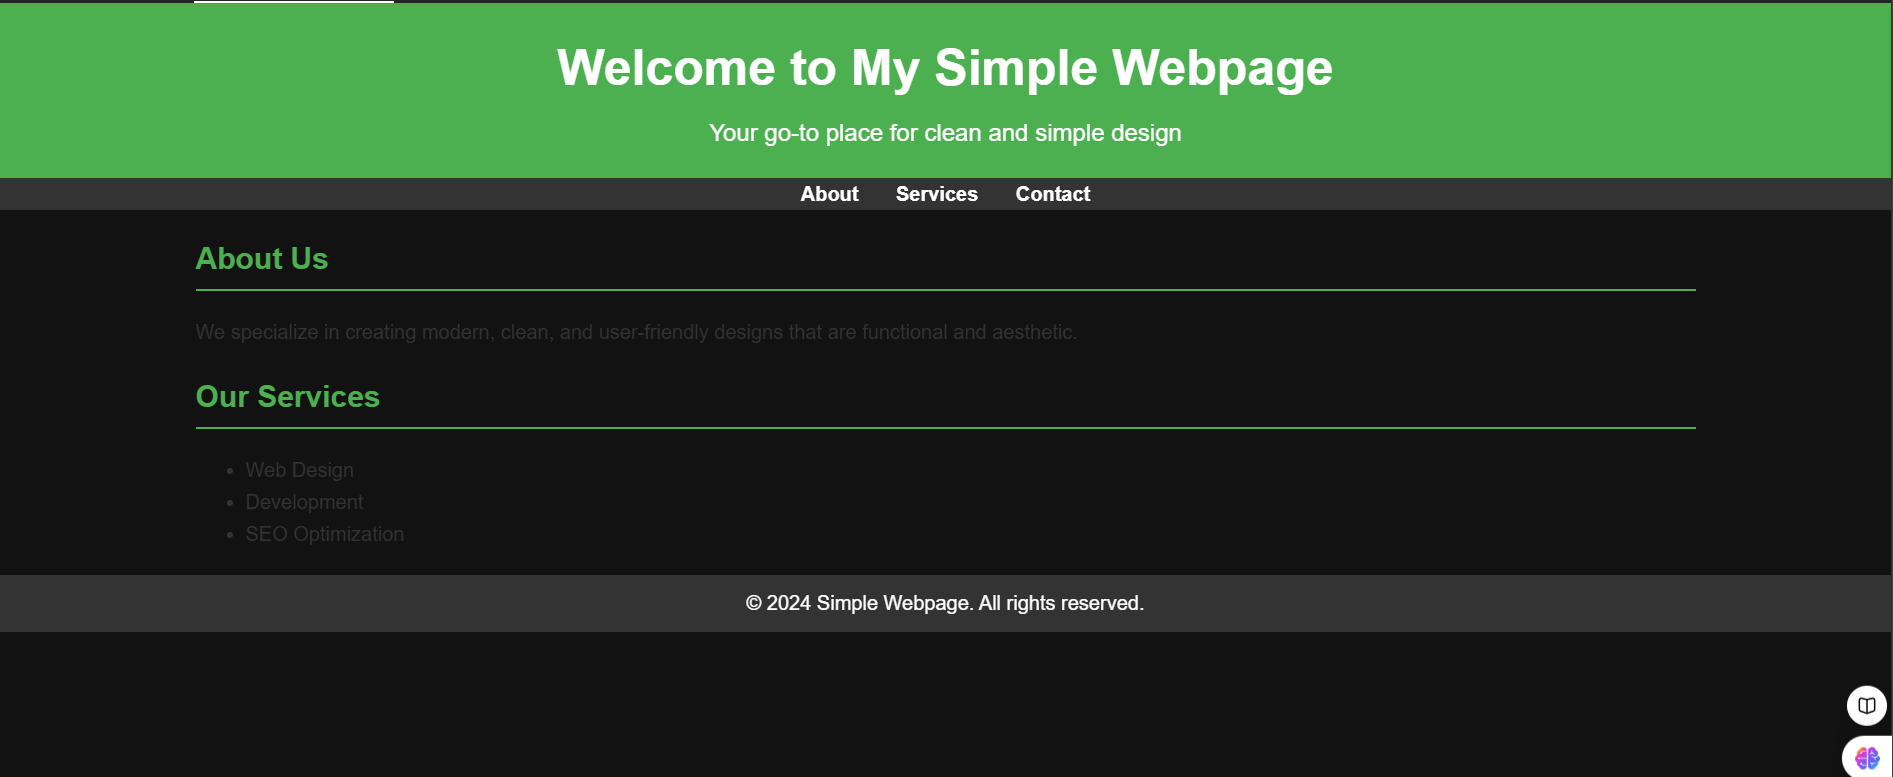 Welcome to My Simple Webpage
Your go-to place for clean and simple design
About Services Contact
About Us
We specialize in creating modern, clean, and user-friendly designs that are functional and aesthetic.
Our Services
• Web Design
• Development
• SEO Optimization
© 2024 Simple Webpage. All rights reserved.